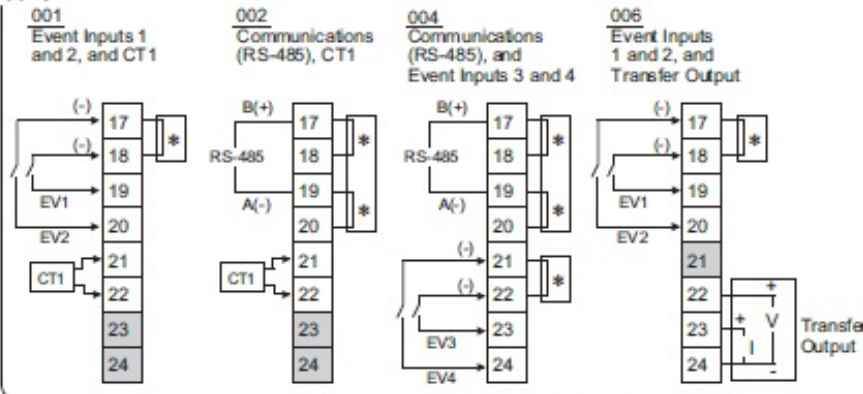 001
Event Inputs 1
and 2, and CT1
(-)
17
(-)
18
*
19
EV1
20
EV2
21
CT1
22
23
24
002
Communications
(RS-485), CT1
B(+)
17
*
RS-485
18
19
A(-)
20
*
21
CT1
22
23
24
004
Communications
(RS-485), and
Event Inputs 3 and 4
B(+)
17
*
RS-485
18
19
A(-)
20
*
(-)
21
*
(-)
22
23
EV3
24
EV4
006
Event Inputs
1 and 2, and
Transfer Output
(-)
17
*
(-)
18
19
EV1
20
EV2
21
22
+
23
+ V
I
24
-
Transfer
Output